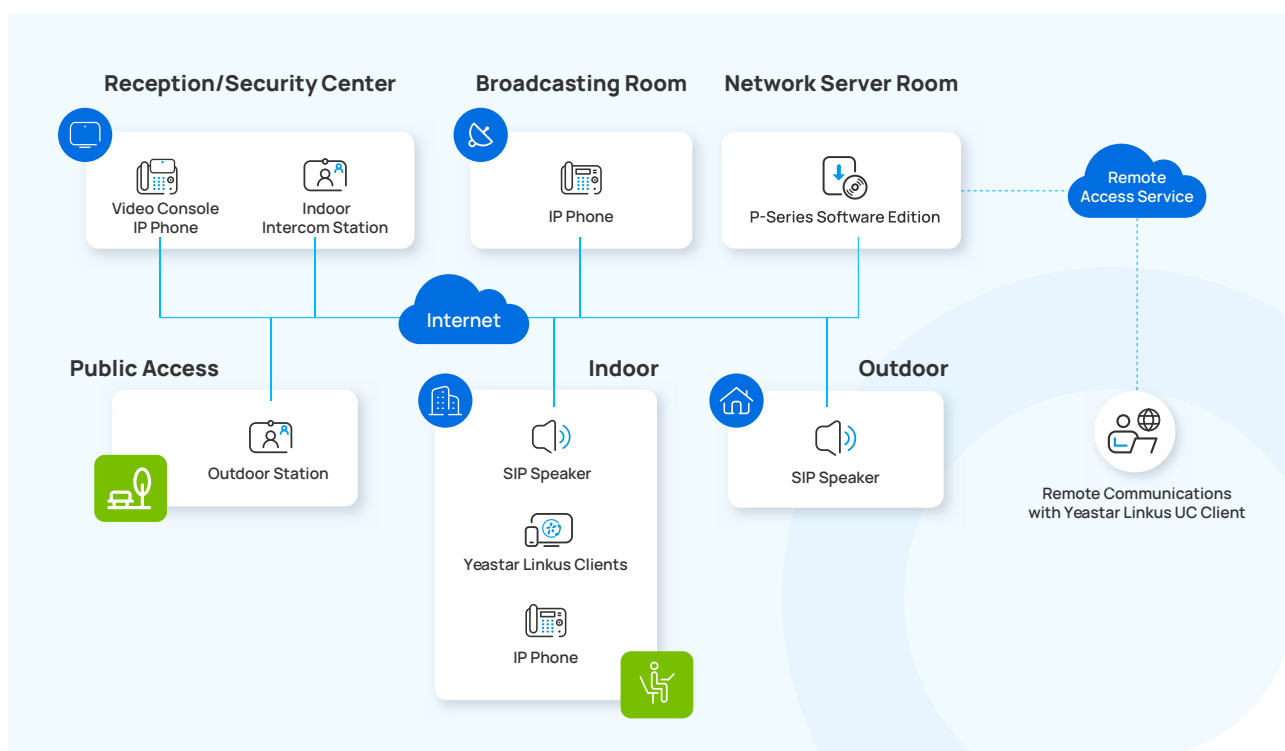 Reception/Security Center
Broadcasting Room
Network Server Room
Video Console
IP Phone
Indoor
Intercom Station
IP Phone
P-Series Software Edition
Remote
Access Service
Internet
Public Access
Indoor
Outdoor
Outdoor Station
SIP Speaker
Yeastar Linkus Clients
IP Phone
SIP Speaker
Remote Communications
with Yeastar Linkus UC Client